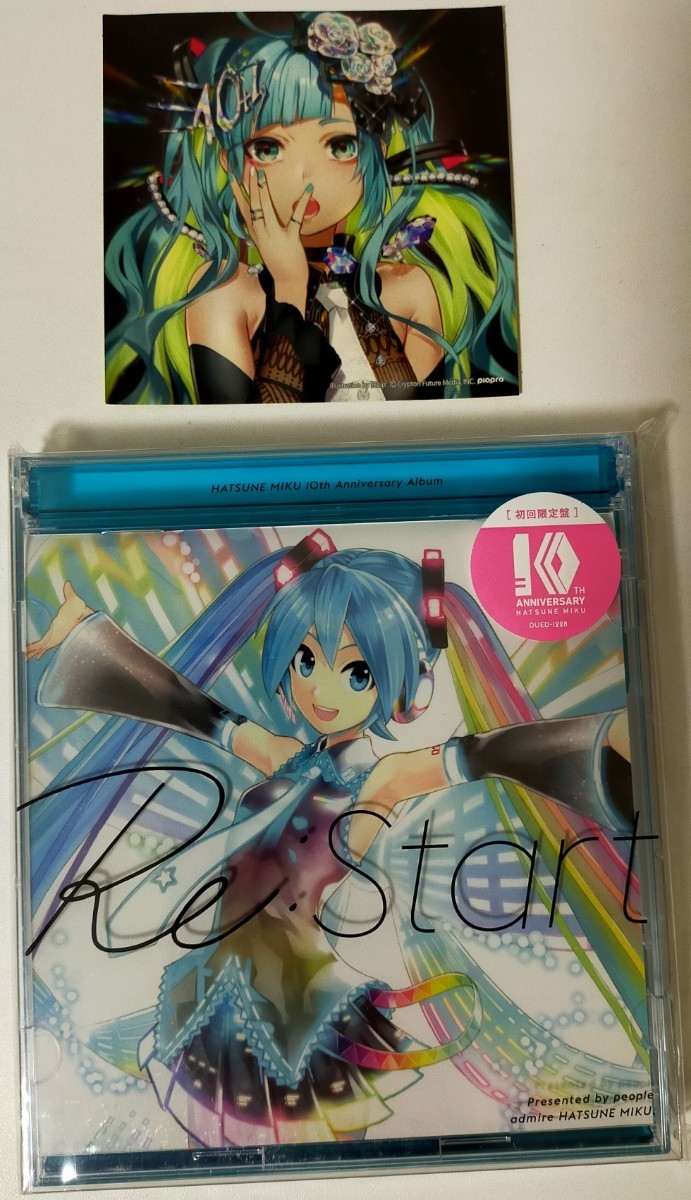 10th
© Crypton Future Media, INC. piapro
HATSUNE MIKU 10th Anniversary Album
[ 初回限定盤 ]
10TH
ANNIVERSARY
HATSUNE MIKU
DUED-1228
Re:Start
Presented by people
admire HATSUNE MIKU.